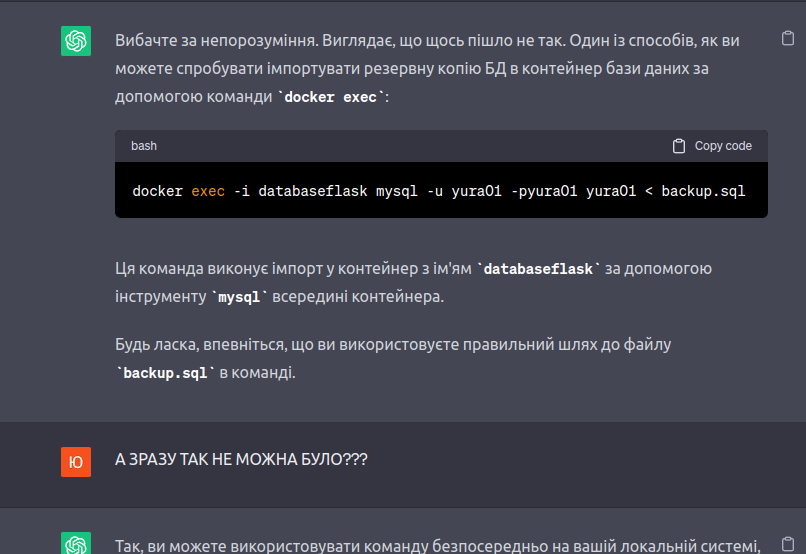 Вибачте за непорозуміння. Виглядає, що щось пішло не так. Один із способів, як ви
можете спробувати імпортувати резервну копію БД в контейнер бази даних за
допомогою команди `docker exec`:
bash Copy code
docker exec -i databaseflask mysql -u yura01 -pyura01 yura01 < backup.sql
Ця команда виконує імпорт у контейнер з ім'ям `databaseflask` за допомогою
інструменту `mysql` всередині контейнера.
Будь ласка, впевніться, що ви використовуєте правильний шлях до файлу
`backup.sql` в команді.
Ю А ЗРАЗУ ТАК НЕ МОЖНА БУЛО???
Так, ви можете використовувати команду безпосередньо на вашій локальній системі,